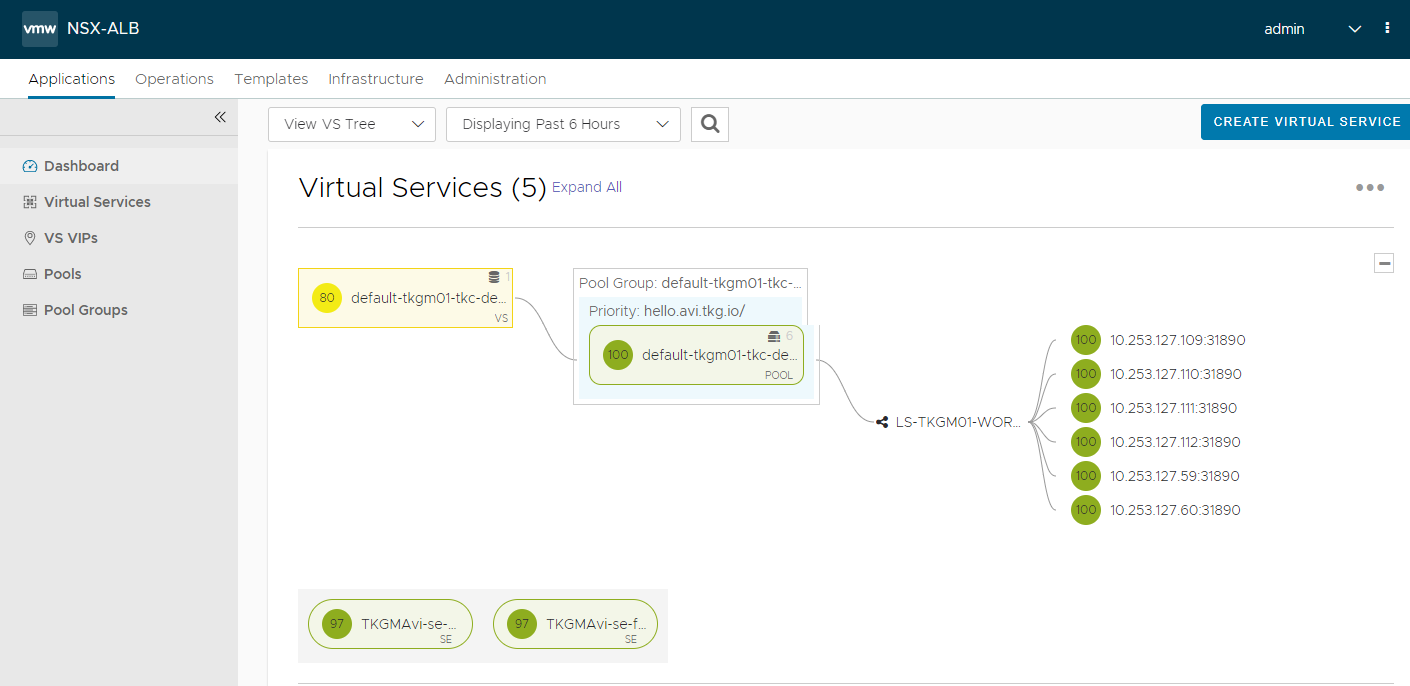 vmw NSX-ALB admin
Applications Operations Templates Infrastructure Administration
View VS Tree Displaying Past 6 Hours CREATE VIRTUAL SERVICE
Dashboard
Virtual Services
VS VIPs
Pools
Pool Groups
Virtual Services (5) Expand All
1
80 default-tkgm01-tkc-de...
VS
Pool Group: default-tkgm01-tkc-...
Priority: hello.avi.tkg.io/
6
100 default-tkgm01-tkc-de...
POOL
LS-TKGM01-WOR...
100 10.253.127.109:31890
100 10.253.127.110:31890
100 10.253.127.111:31890
100 10.253.127.112:31890
100 10.253.127.59:31890
100 10.253.127.60:31890
97 TKGMAvi-se-...
SE
97 TKGMAvi-se-f...
SE